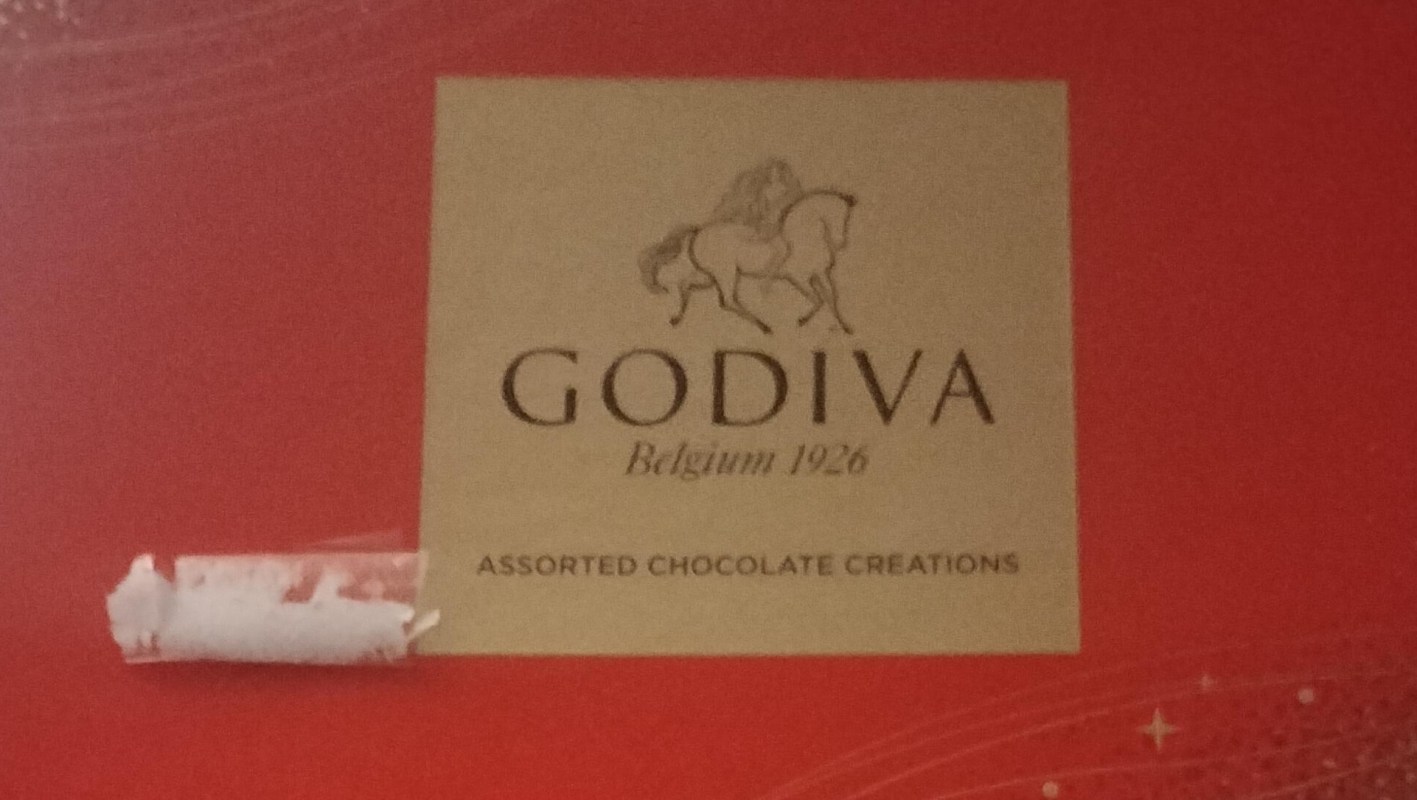 GODIVA
Belgium 1926
ASSORTED CHOCOLATE CREATIONS